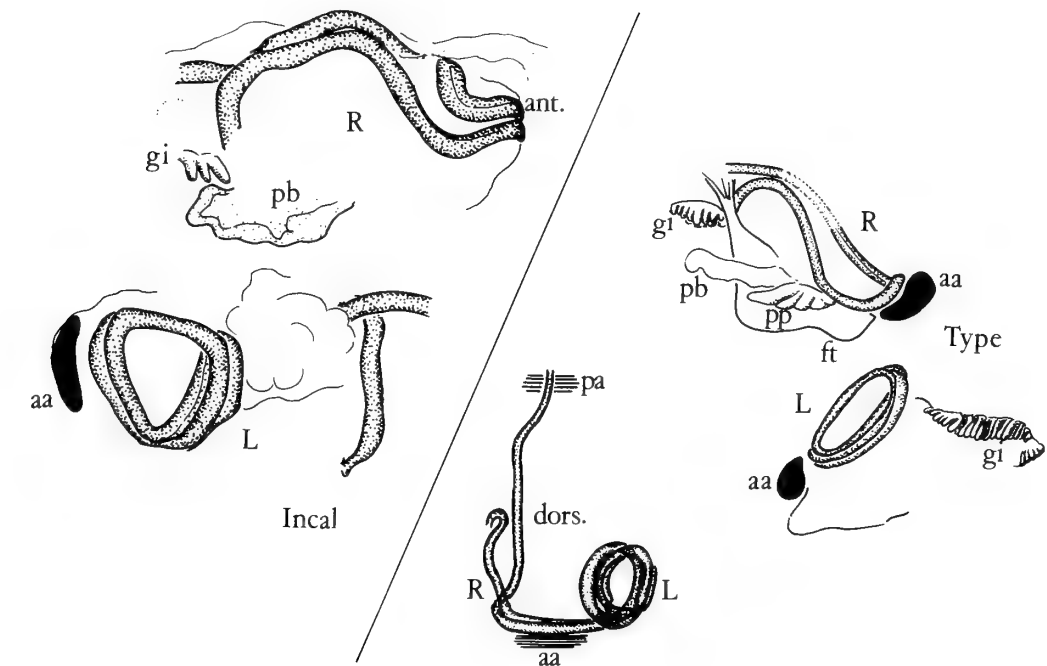 ant.
R
gi
pb
aa
L
Incal
gi
R
pb
pp
aa
ft
Type
L
gi
aa
pa
dors.
R
L
aa